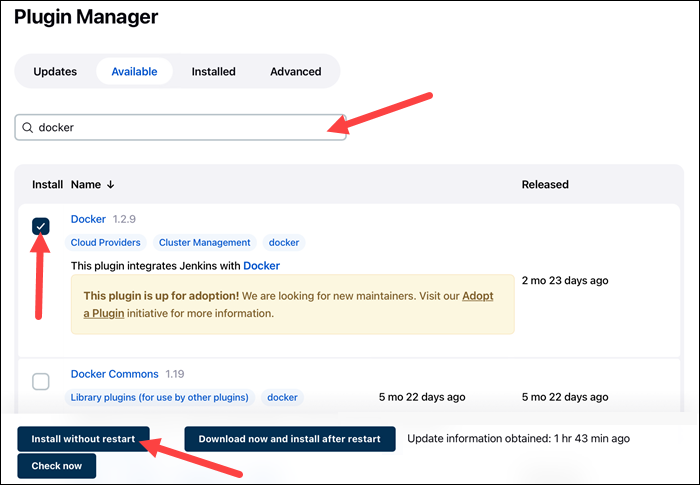 Plugin Manager
Updates Available Installed Advanced
docker
Install Name ↓ Released
Docker 1.2.9
Cloud Providers Cluster Management docker
This plugin integrates Jenkins with Docker
2 mo 23 days ago
This plugin is up for adoption! We are looking for new maintainers. Visit our Adopt
a Plugin initiative for more information.
Docker Commons 1.19
Library plugins (for use by other plugins) docker 5 mo 22 days ago 5 mo 22 days ago
Install without restart Download now and install after restart Update information obtained: 1 hr 43 min ago
Check now